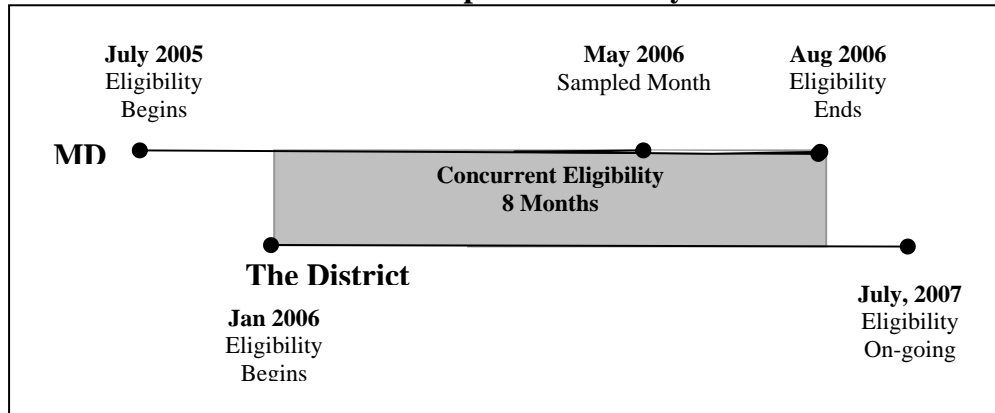 July 2005
Eligibility
Begins
May 2006
Sampled Month
Aug 2006
Eligibility
Ends
MD
Concurrent Eligibility
8 Months
The District
Jan 2006
Eligibility
Begins
July, 2007
Eligibility
On-going